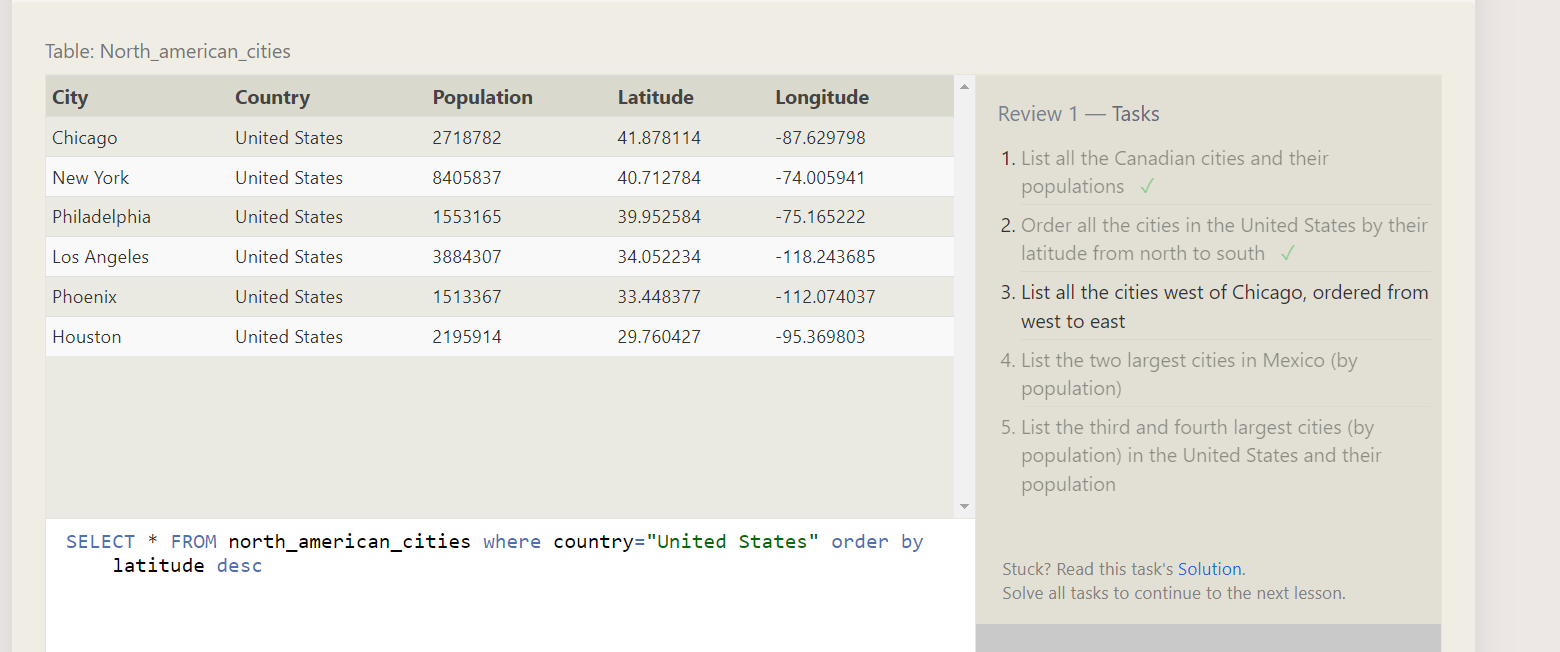 Table: North_american_cities
City Country Population Latitude Longitude
Chicago United States 2718782 41.878114 -87.629798
New York United States 8405837 40.712784 -74.005941
Philadelphia United States 1553165 39.952584 -75.165222
Los Angeles United States 3884307 34.052234 -118.243685
Phoenix United States 1513367 33.448377 -112.074037
Houston United States 2195914 29.760427 -95.369803
SELECT * FROM north_american_cities where country="United States" order by
latitude desc
Review 1 — Tasks
1. List all the Canadian cities and their
populations ✓
2. Order all the cities in the United States by their
latitude from north to south ✓
3. List all the cities west of Chicago, ordered from
west to east
4. List the two largest cities in Mexico (by
population)
5. List the third and fourth largest cities (by
population) in the United States and their
population
Stuck? Read this task's Solution.
Solve all tasks to continue to the next lesson.